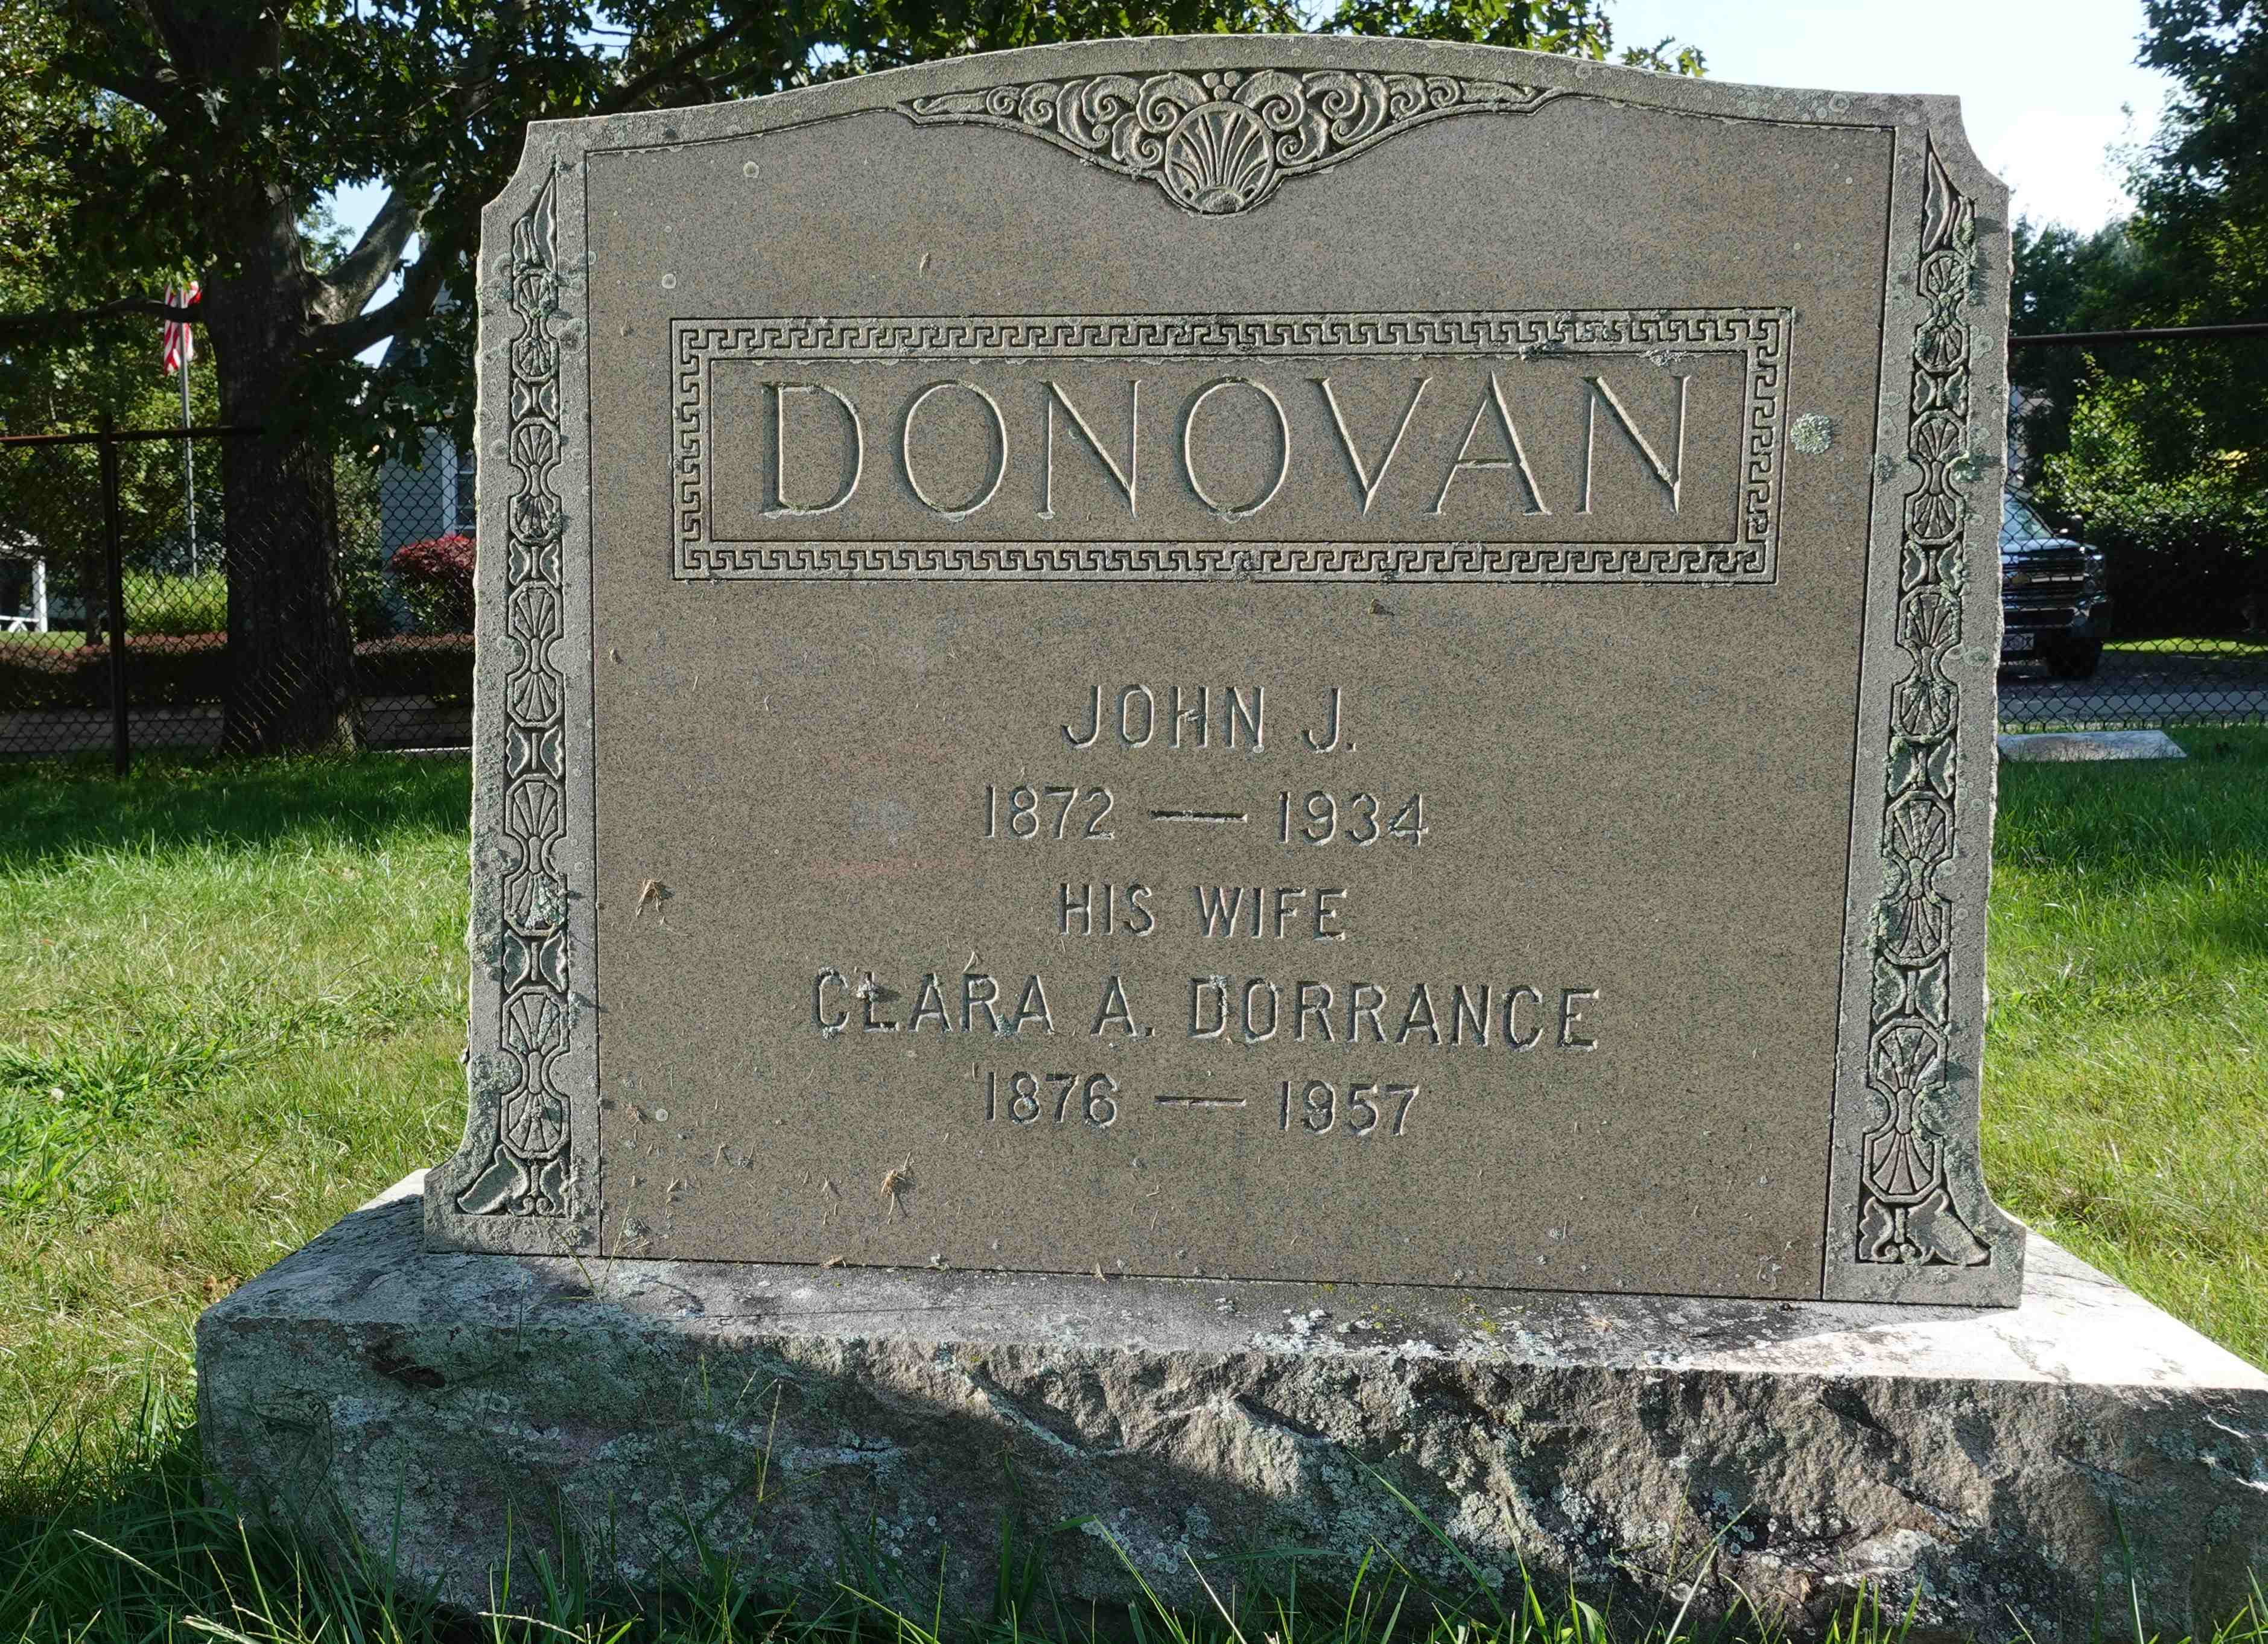 DONOVAN
JOHN J.
1872 — 1934
HIS WIFE
CLARA A. DORRANCE
1876 — 1957